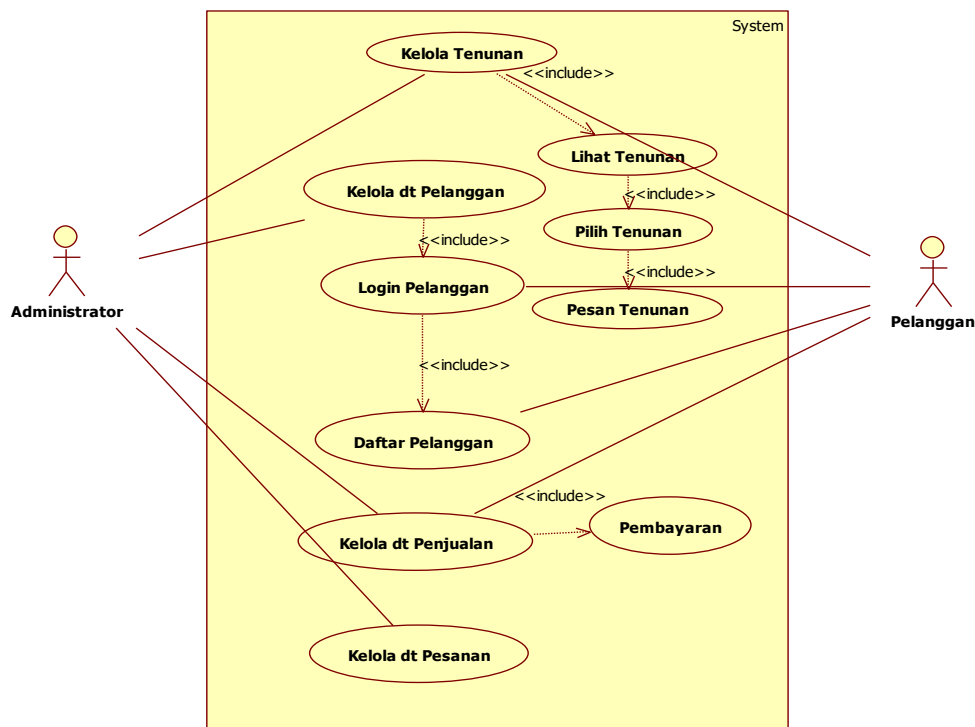 System
Kelola Tenunan
<<include>>
Lihat Tenunan
Kelola dt Pelanggan
<<include>>
Pilih Tenunan
<<include>>
<<include>>
Login Pelanggan
Pesan Tenunan
Administrator
Pelanggan
<<include>>
Daftar Pelanggan
<<include>>
Kelola dt Penjualan
Pembayaran
Kelola dt Pesanan